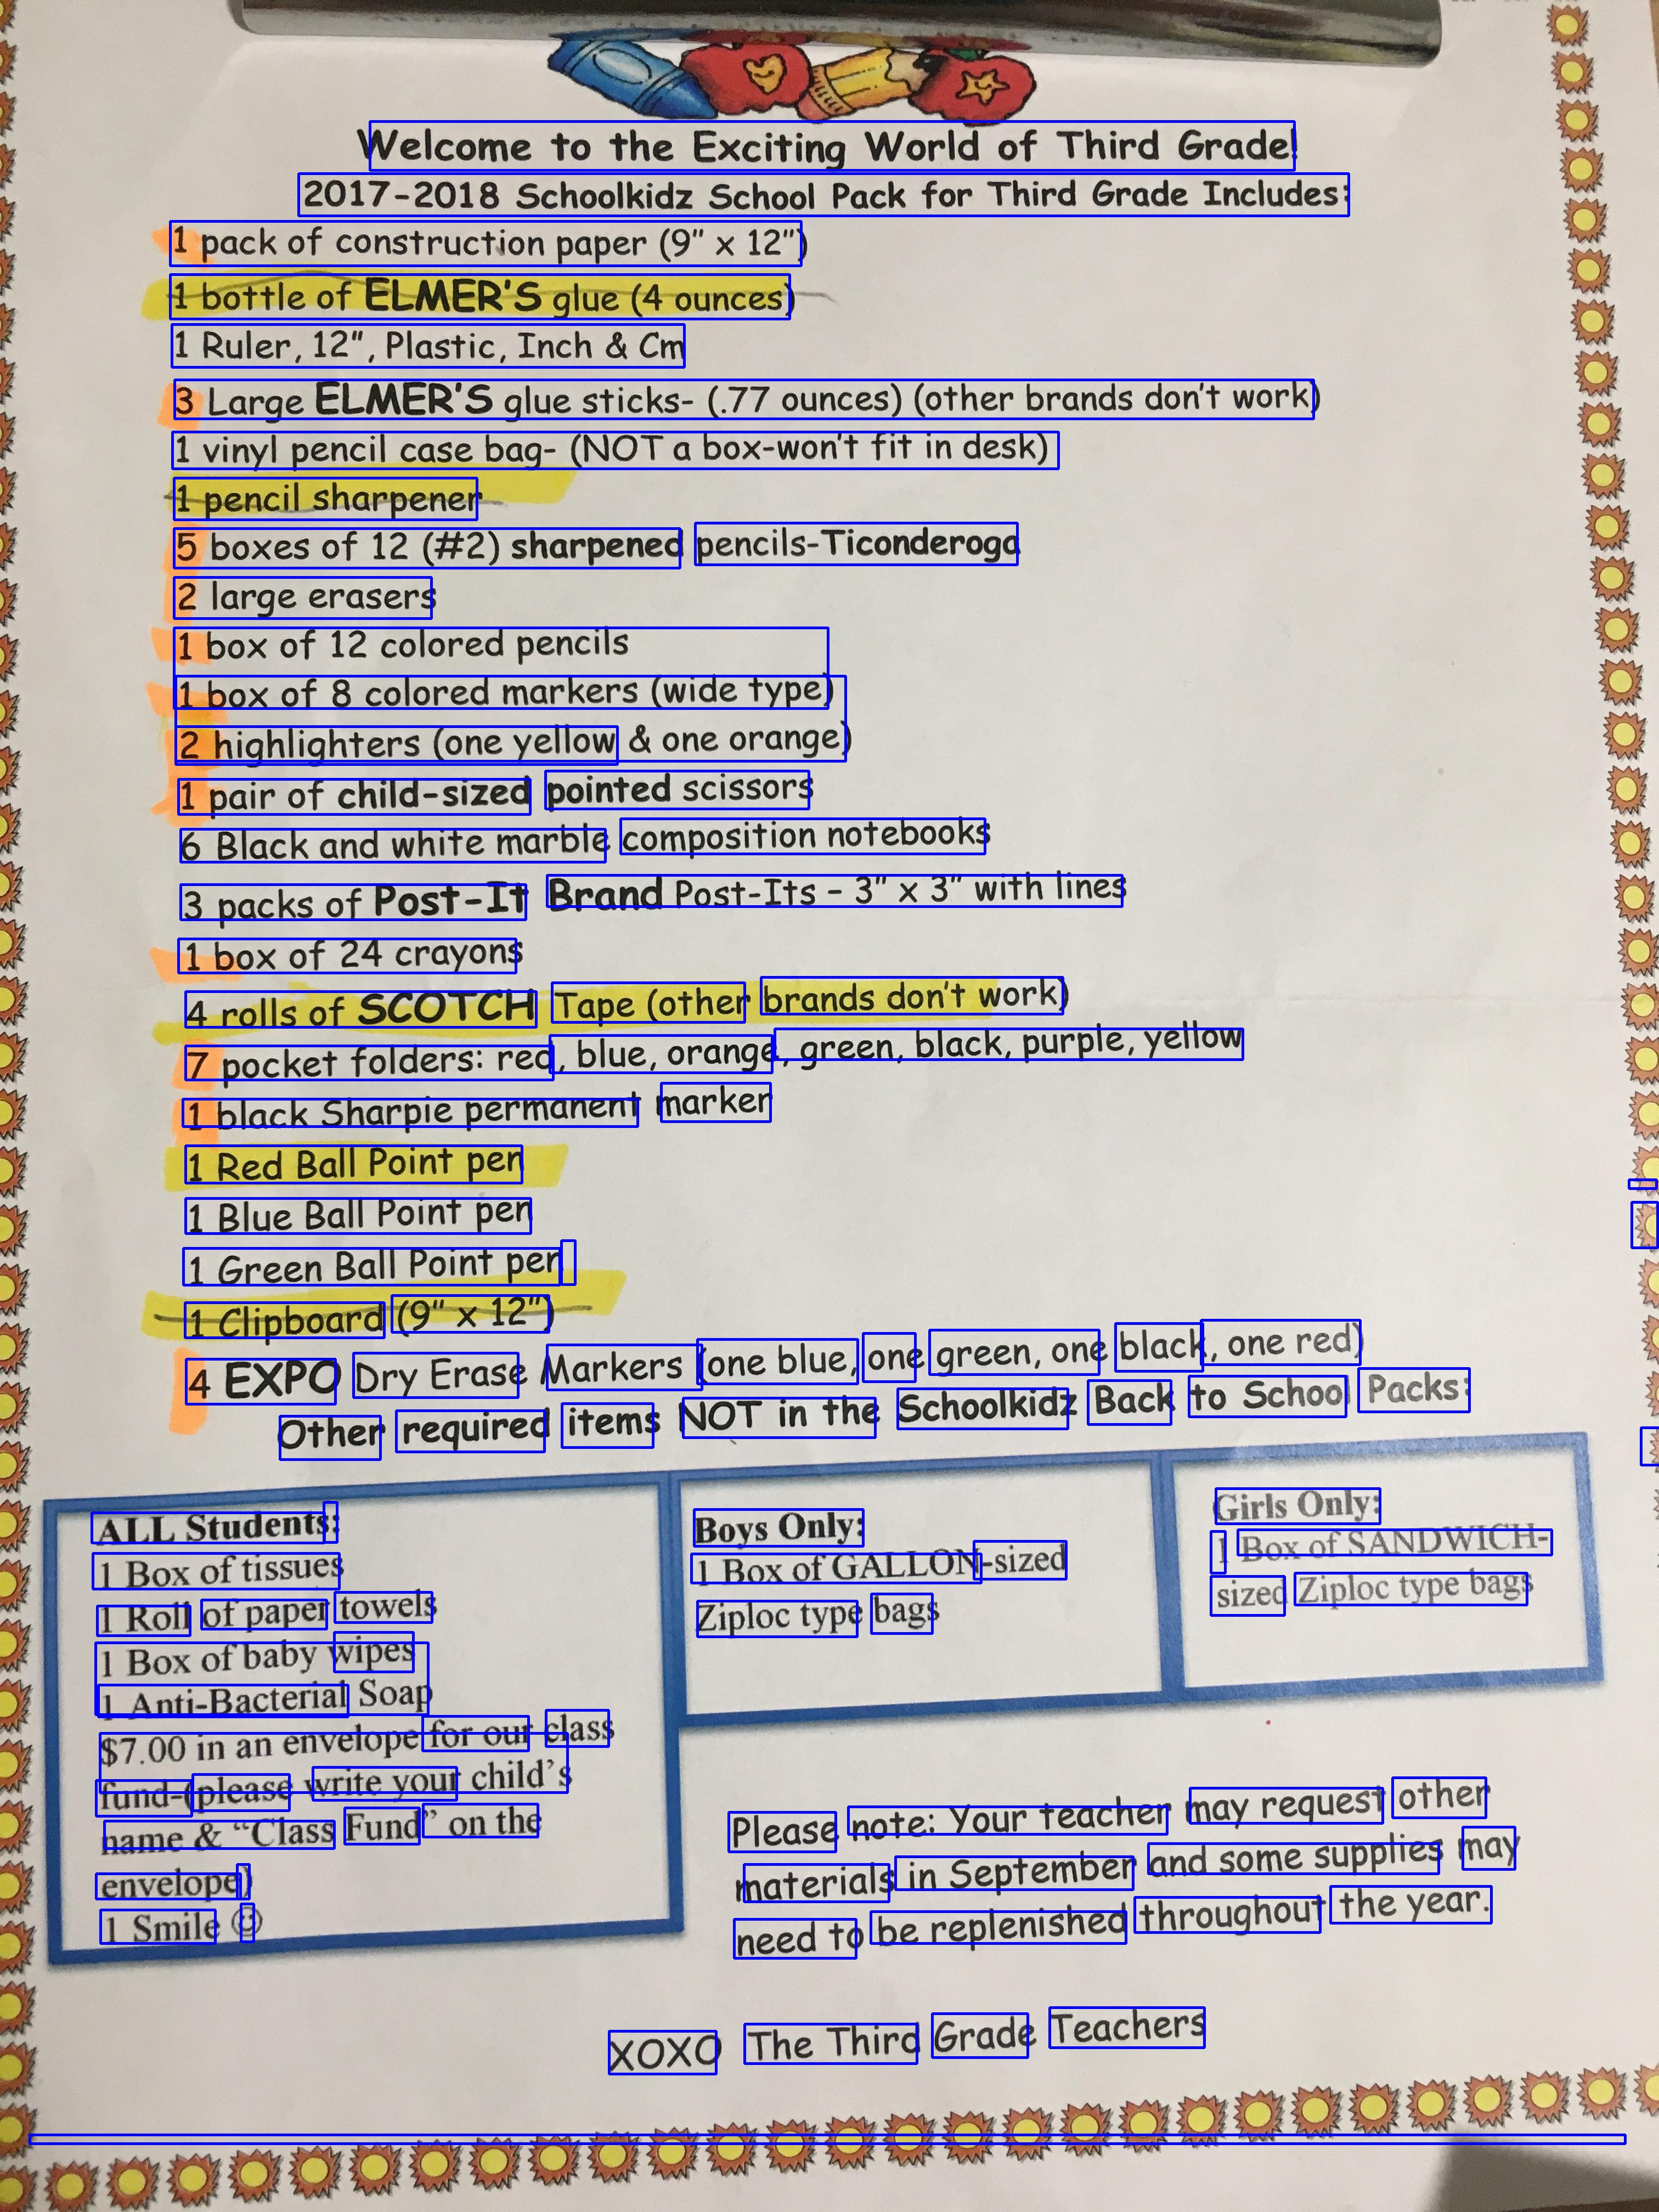 Welcome to the Exciting World of Third Grade!
2017-2018 Schoolkidz School Pack for Third Grade Includes:
1 pack of construction paper (9" x 12")
1 bottle of ELMER'S glue (4 ounces)
1 Ruler, 12", Plastic, Inch & Cm
3 Large ELMER'S glue sticks- (.77 ounces) (other brands don't work)
1 vinyl pencil case bag- (NOT a box-won't fit in desk)
1 pencil sharpener
5 boxes of 12 (#2) sharpened pencils-Ticonderoga
2 large erasers
1 box of 12 colored pencils
1 box of 8 colored markers (wide type)
2 highlighters (one yellow & one orange)
1 pair of child-sized pointed scissors
6 Black and white marble composition notebooks
3 packs of Post-It Brand Post-Its - 3" x 3" with lines
1 box of 24 crayons
4 rolls of SCOTCH Tape (other brands don't work)
7 pocket folders: red, blue, orange, green, black, purple, yellow
1 black Sharpie permanent marker
1 Red Ball Point pen
1 Blue Ball Point pen
1 Green Ball Point pen
1 Clipboard (9" x 12")
4 EXPO Dry Erase Markers (one blue, one green, one black, one red)
Other required items NOT in the Schoolkidz Back to School Packs:
ALL Students:
1 Box of tissues
1 Roll of paper towels
1 Box of baby wipes
1 Anti-Bacterial Soap
$7.00 in an envelope for our class
fund-(please write your child's
name & "Class Fund" on the
envelope)
1 Smile ☺
Boys Only:
1 Box of GALLON-sized
Ziploc type bags
Girls Only:
1 Box of SANDWICH-
sized Ziploc type bags
Please note: Your teacher may request other
materials in September and some supplies may
need to be replenished throughout the year.
XOXO The Third Grade Teachers